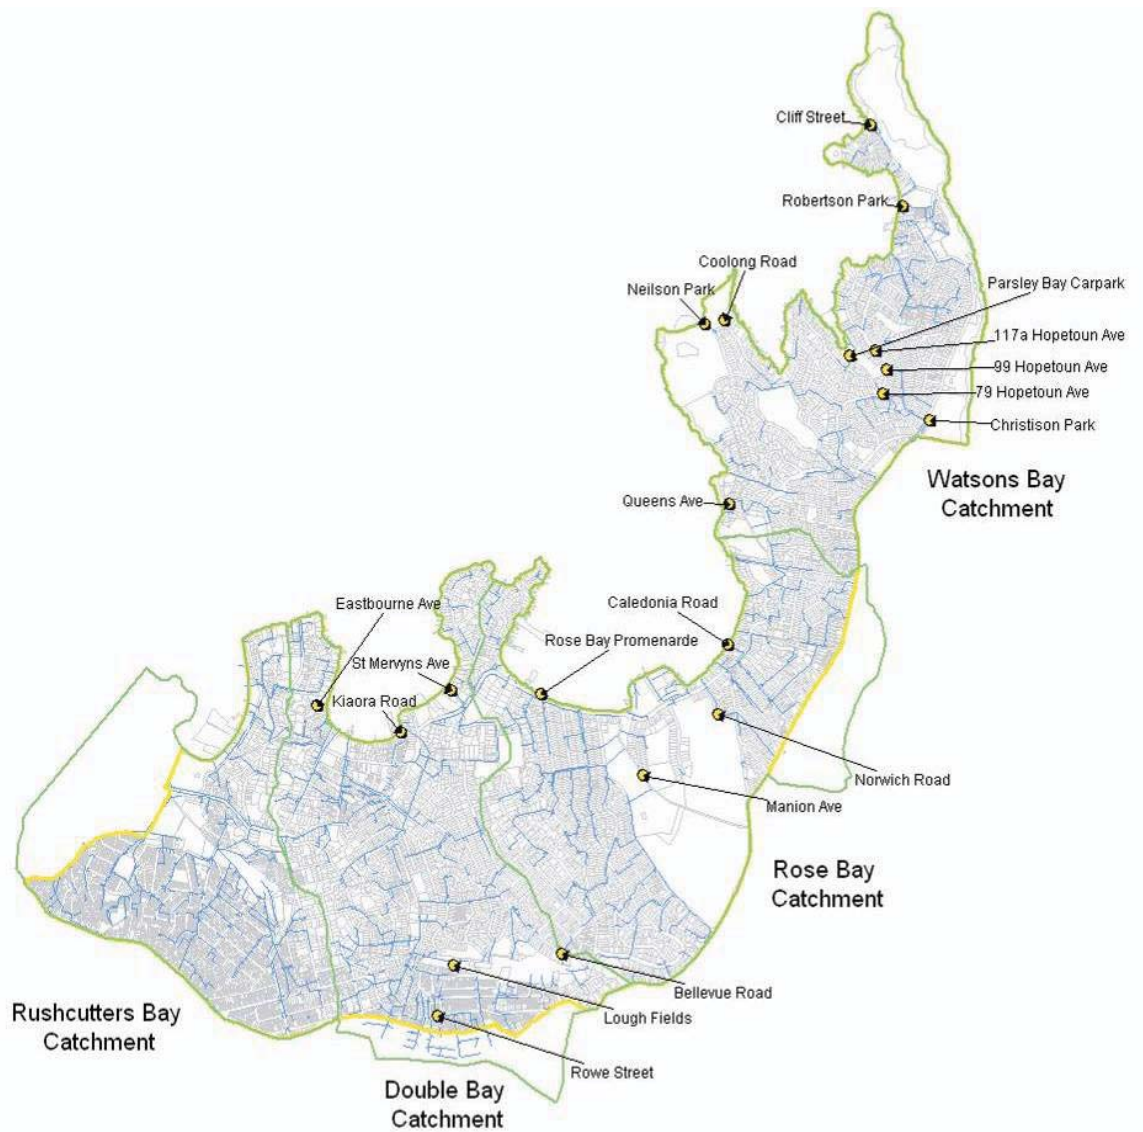 Cliff Street
Robertson Park
Coolong Road
Neilson Park
Parsley Bay Carpark
117a Hopetoun Ave
99 Hopetoun Ave
79 Hopetoun Ave
Christison Park
Watsons Bay
Catchment
Queens Ave
Eastbourne Ave
Caledonia Road
Rose Bay Promenarde
St Mervyns Ave
Kiaora Road
Norwich Road
Manion Ave
Rose Bay
Catchment
Bellevue Road
Lough Fields
Rushcutters Bay
Catchment
Rowe Street
Double Bay
Catchment